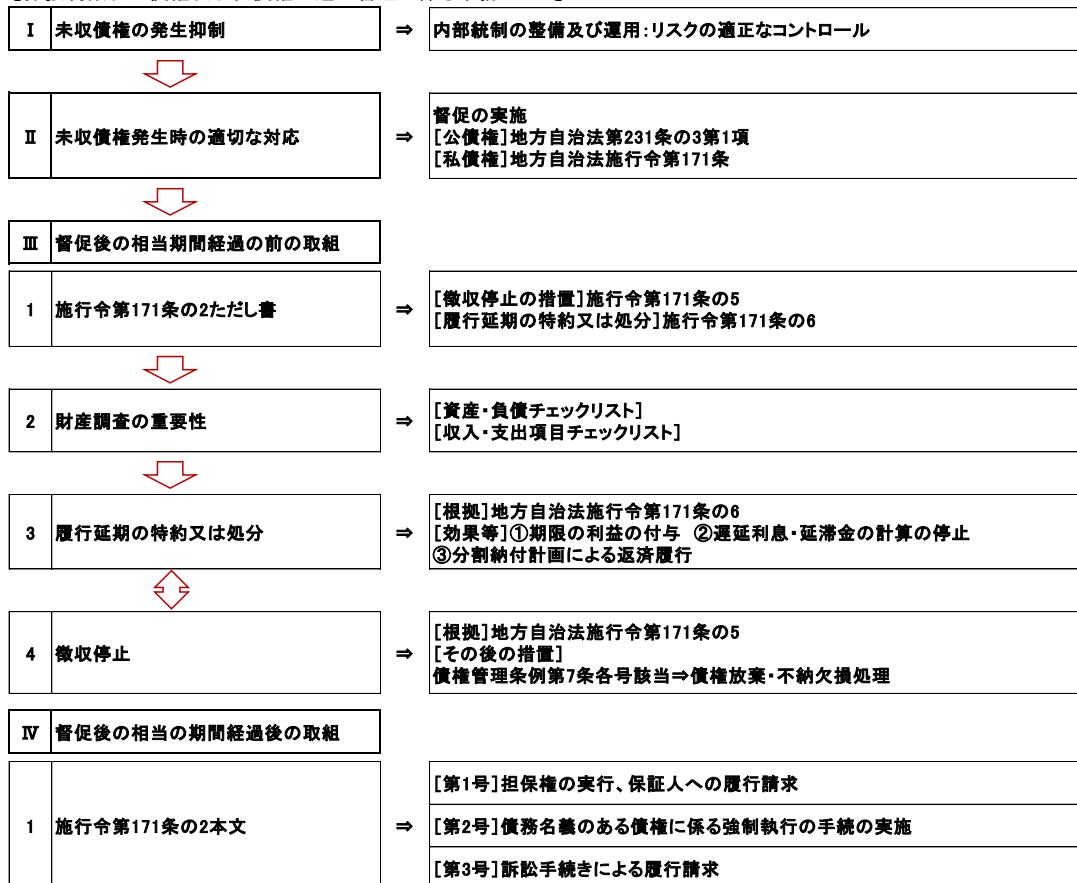 Ⅰ 未収債権の発生抑制 ⇒ 内部統制の整備及び運用：リスクの適正なコントロール
Ⅱ 未収債権発生時の適切な対応 ⇒
督促の実施
［公債権］地方自治法第231条の3第1項
［私債権］地方自治法施行令第171条
Ⅲ 督促後の相当期間経過の前の取組
1 施行令第171条の2ただし書 ⇒
［徴収停止の措置］施行令第171条の5
［履行延期の特約又は処分］施行令第171条の6
2 財産調査の重要性 ⇒
［資産・負債チェックリスト］
［収入・支出項目チェックリスト］
3 履行延期の特約又は処分 ⇒
［根拠］地方自治法施行令第171条の6
［効果等］①期限の利益の付与 ②遅延利息・延滞金の計算の停止
③分割納付計画による返済履行
4 徴収停止 ⇒
［根拠］地方自治法施行令第171条の5
［その後の措置］
債権管理条例第7条各号該当⇒債権放棄・不納欠損処理
Ⅳ 督促後の相当の期間経過後の取組
1 施行令第171条の2本文 ⇒
［第1号］担保権の実行、保証人への履行請求
［第2号］債務名義のある債権に係る強制執行の手続の実施
［第3号］訴訟手続きによる履行請求